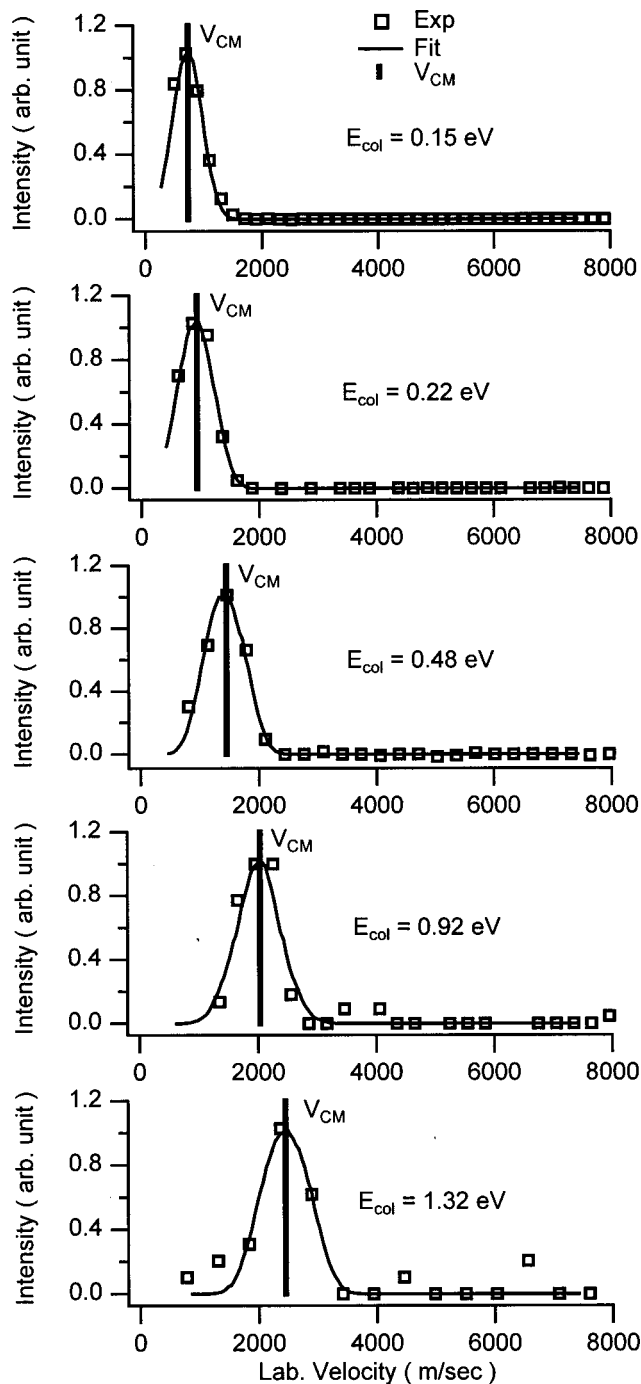 Exp
Fit
V_CM
Intensity ( arb. unit )
1.2
0.8
0.4
0.0
V_CM
E_col = 0.15 eV
0 2000 4000 6000 8000
Intensity ( arb. unit )
1.2
0.8
0.4
0.0
V_CM
E_col = 0.22 eV
0 2000 4000 6000 8000
Intensity ( arb. unit )
1.2
0.8
0.4
0.0
V_CM
E_col = 0.48 eV
0 2000 4000 6000 8000
Intensity ( arb. unit )
1.2
0.8
0.4
0.0
V_CM
E_col = 0.92 eV
0 2000 4000 6000 8000
Intensity ( arb. unit )
1.2
0.8
0.4
0.0
V_CM
E_col = 1.32 eV
0 2000 4000 6000 8000
Lab. Velocity ( m/sec )